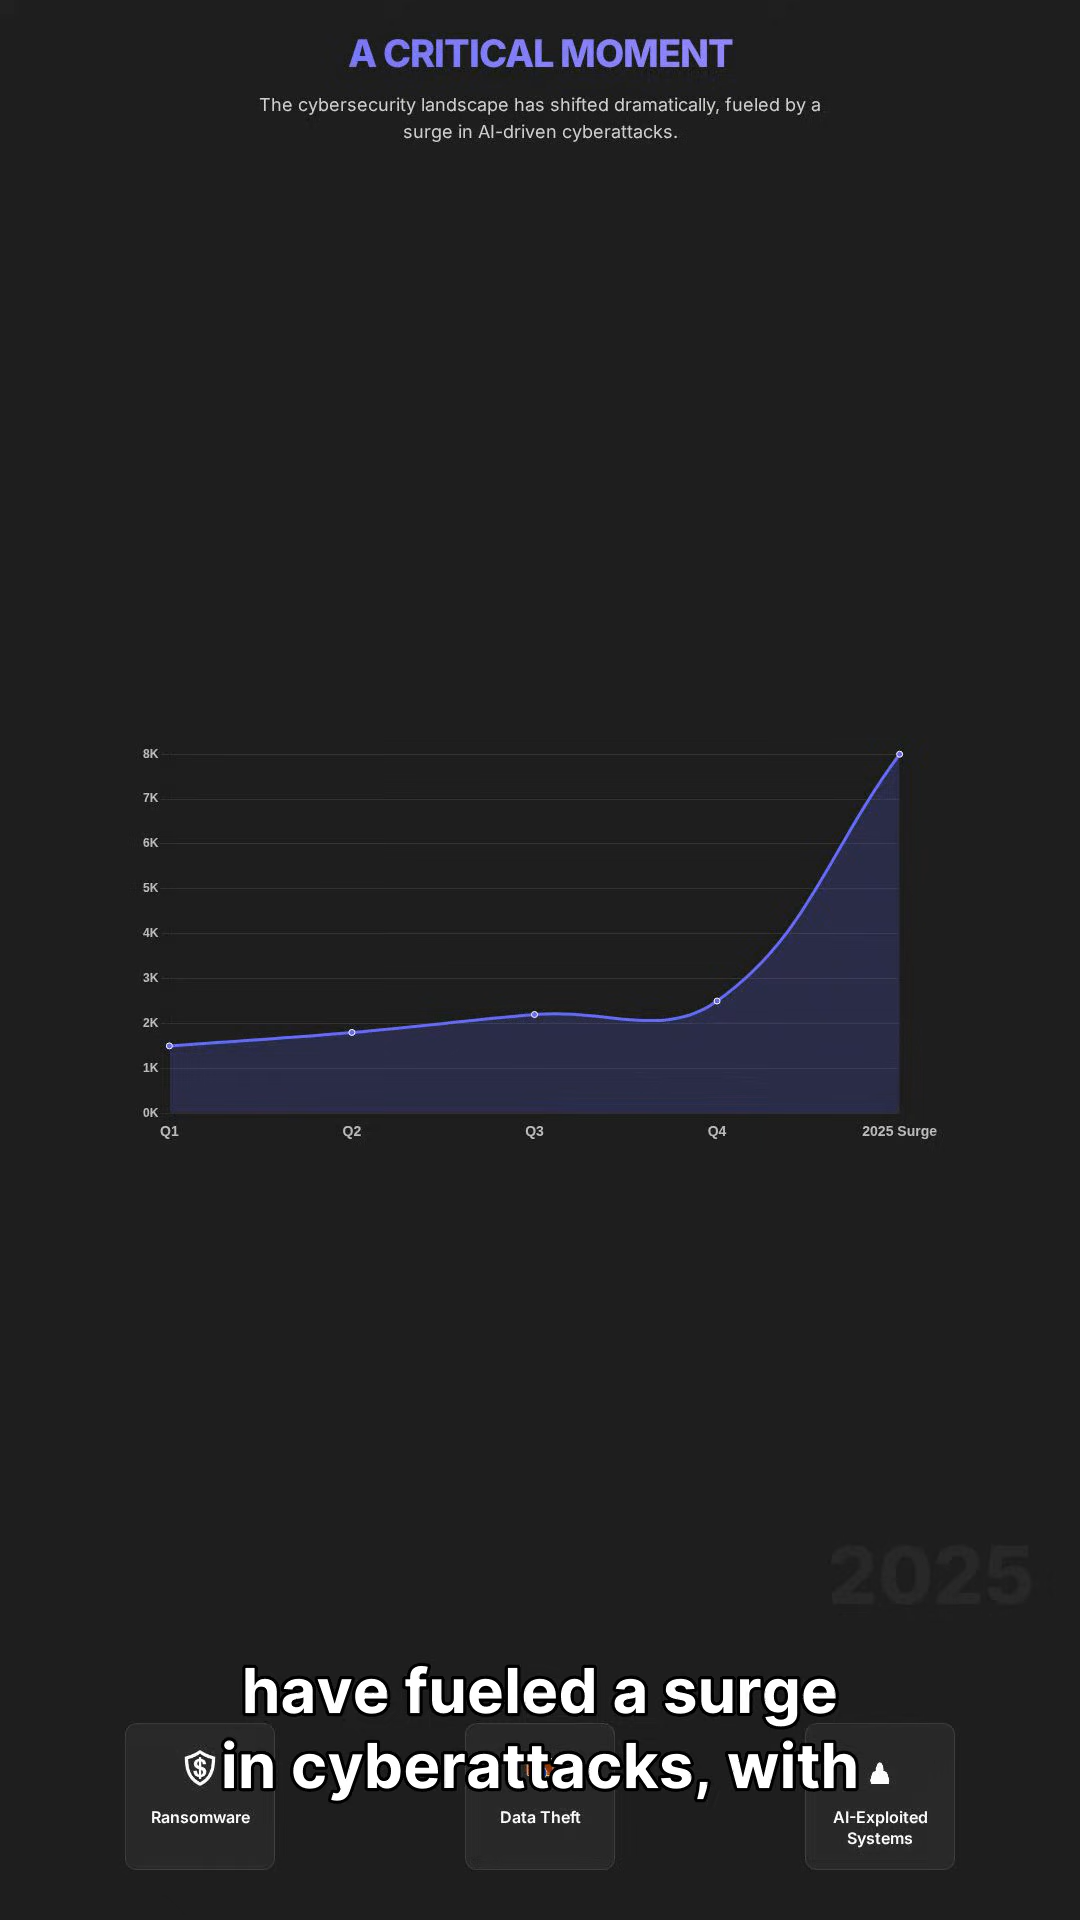 A CRITICAL MOMENT
The cybersecurity landscape has shifted dramatically, fueled by a
surge in AI-driven cyberattacks.
8K
7K
6K
5K
4K
3K
2K
1K
0K
Q1 Q2 Q3 Q4 2025 Surge
2025
have fueled a surge
in cyberattacks, with
$
Ransomware
Data Theft
AI-Exploited
Systems